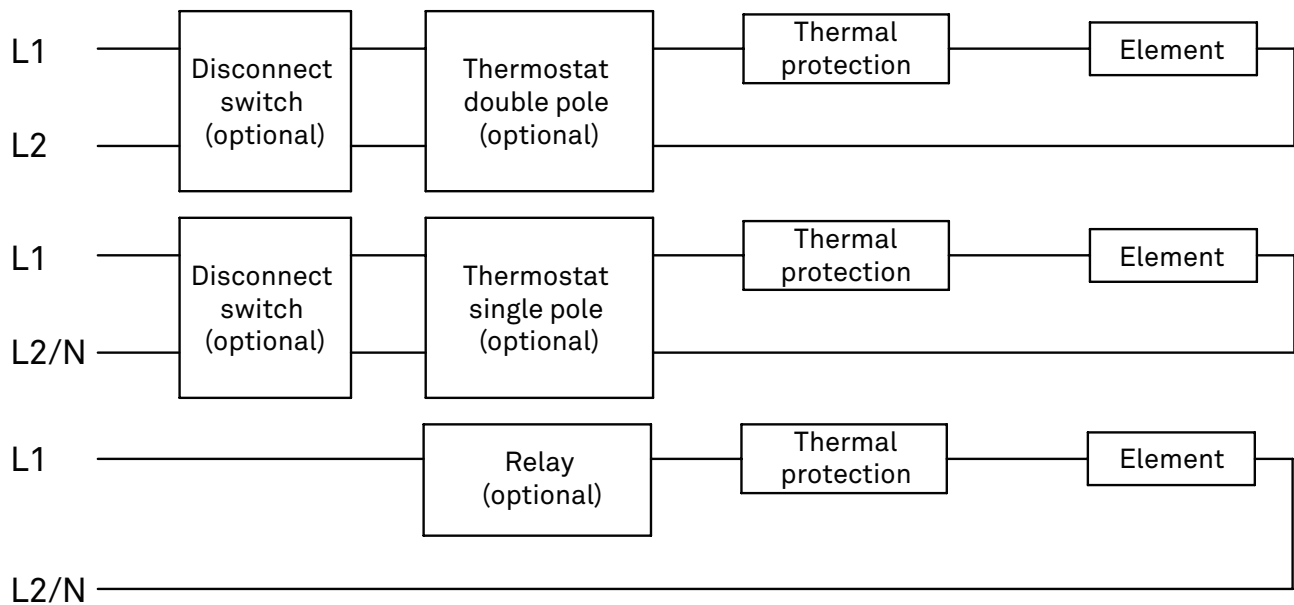 L1
Disconnect
switch
(optional)
Thermostat
double pole
(optional)
Thermal
protection
Element
L2
L1
Disconnect
switch
(optional)
Thermostat
single pole
(optional)
Thermal
protection
Element
L2/N
L1
Relay
(optional)
Thermal
protection
Element
L2/N